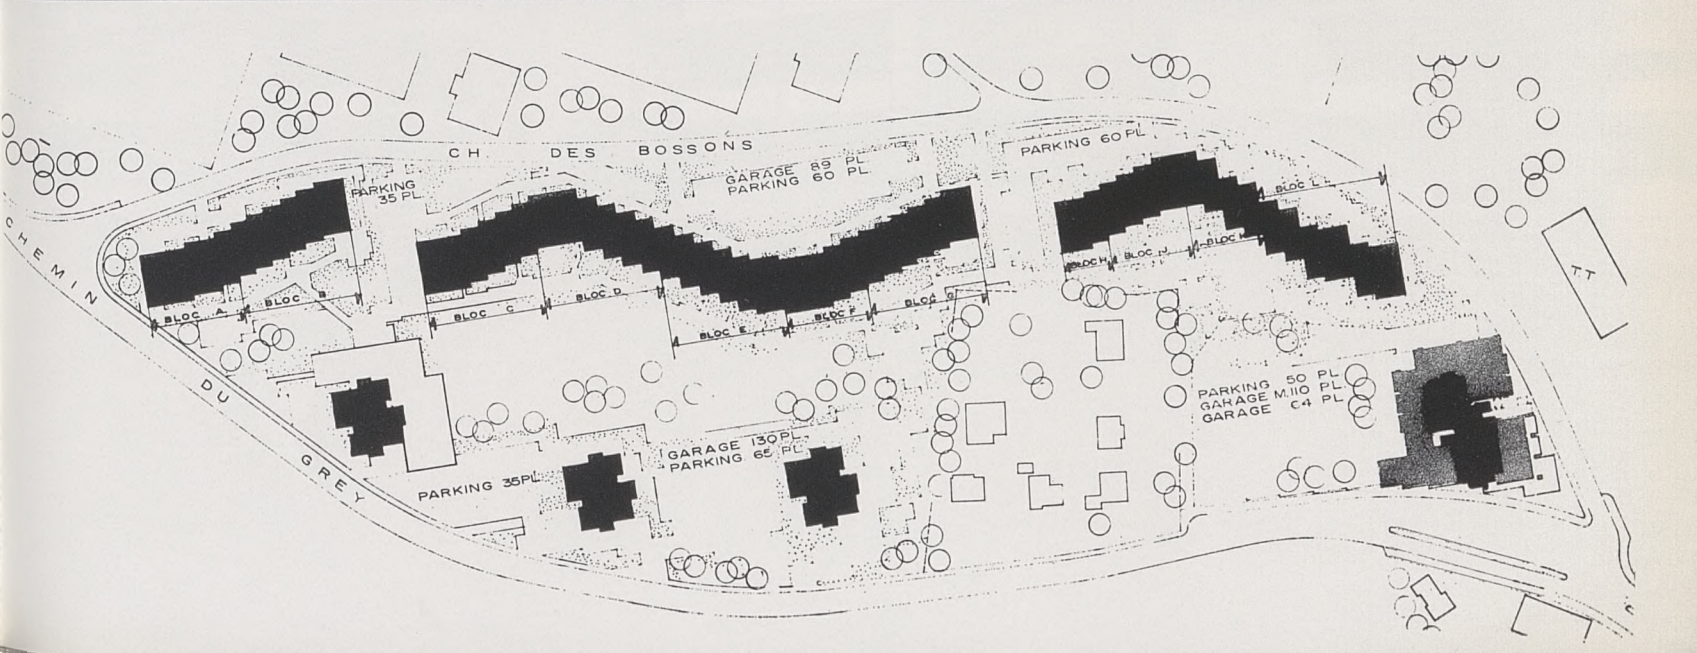 CH. DES BOSSONS
PARKING 60 PL
GARAGE 89 PL
PARKING 60 PL
PARKING
35 PL.
BLOC L
BLOC K
BLOC J
BLOC H
BLOC G
BLOC F
BLOC E
BLOC D
BLOC C
BLOC B
BLOC A
CHEMIN DU GREY
TT
PARKING 50 PL
GARAGE M.110 PL
GARAGE 64 PL
GARAGE 130 PL
PARKING 65 PL
PARKING 35PL